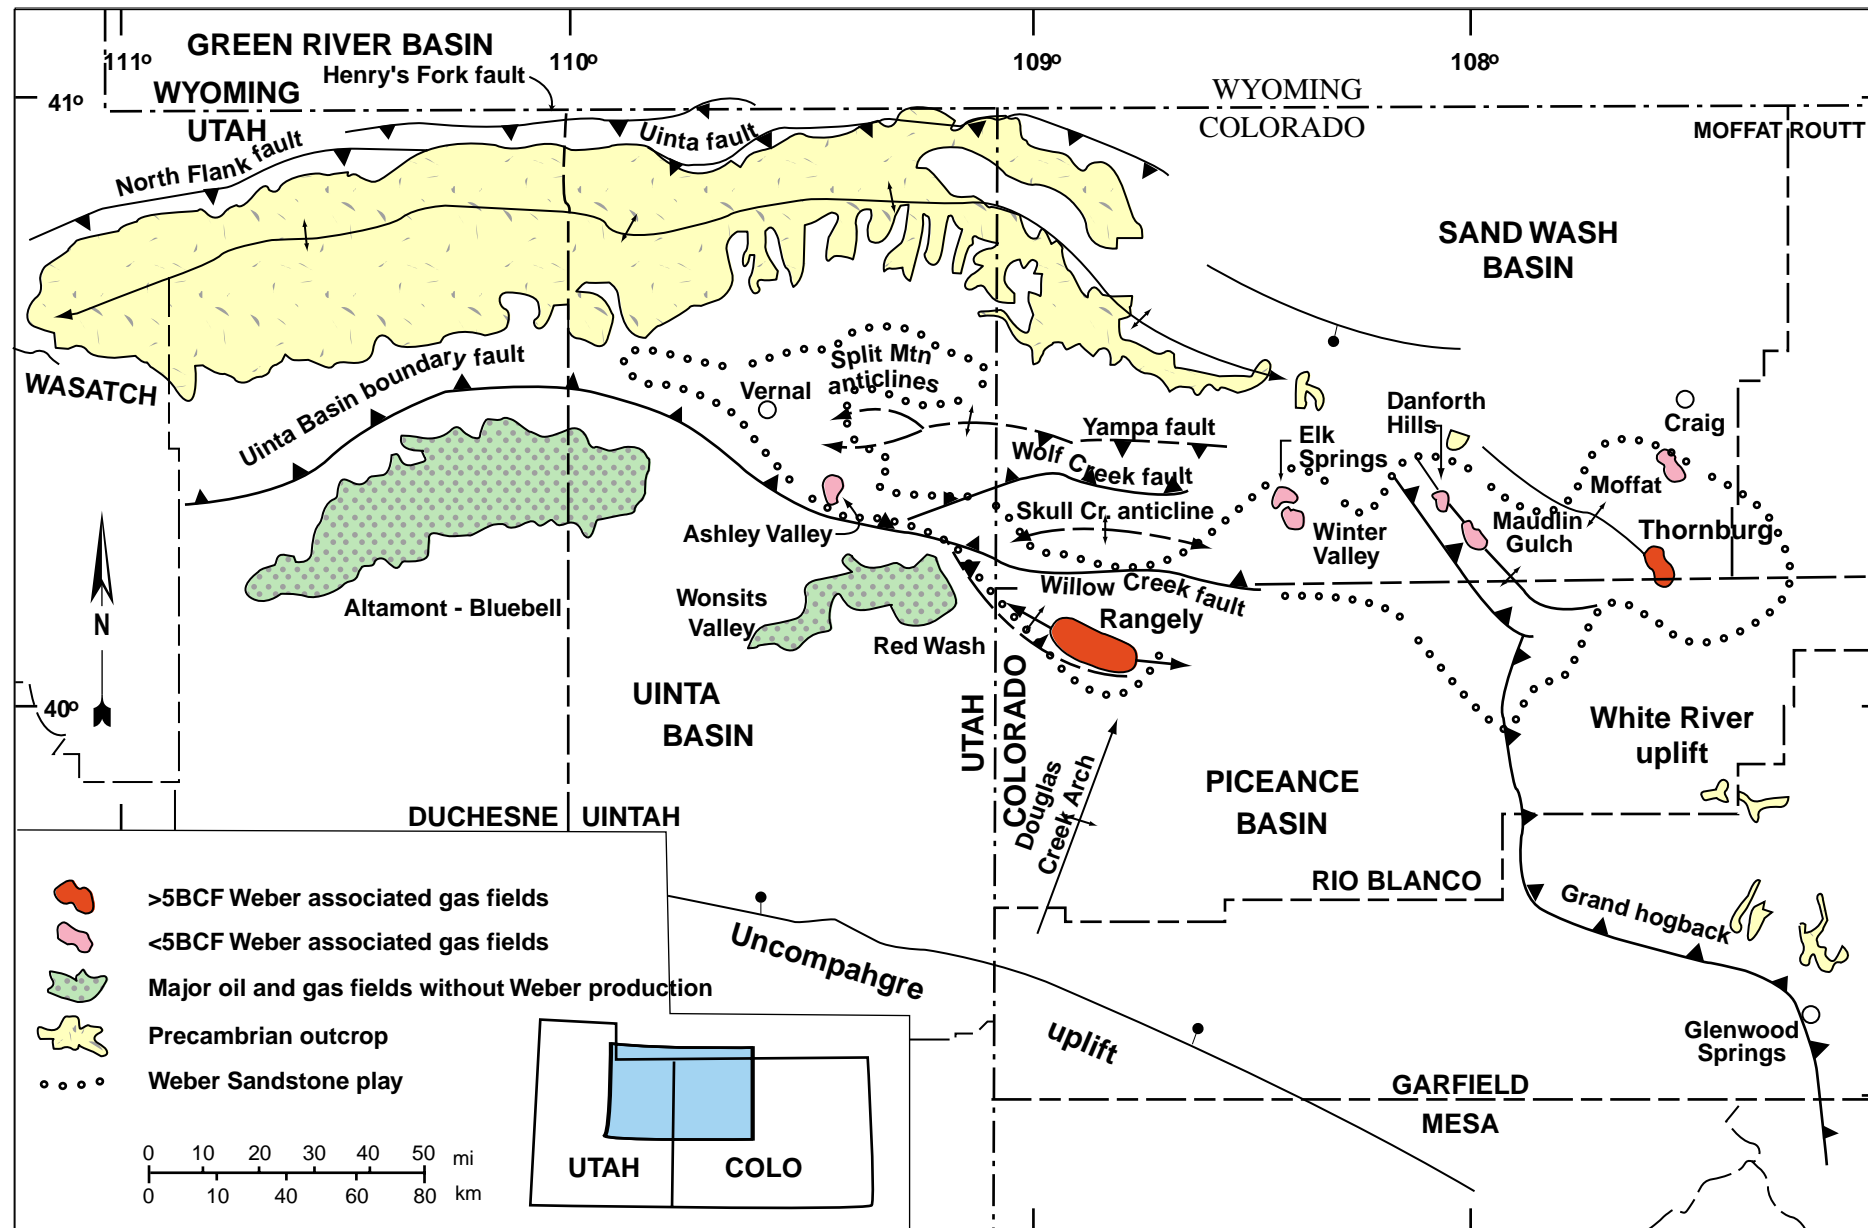 GREEN RIVER BASIN
111o
110o
109o
108o
Henry's Fork fault
41o
WYOMING
UTAH
WYOMING
COLORADO
MOFFAT
ROUTT
Uinta fault
North Flank fault
SAND WASH
BASIN
WASATCH
Uinta Basin boundary fault
Split Mtn
anticlines
Vernal
Yampa fault
Wolf Creek fault
Skull Cr. anticline
Elk
Springs
Danforth
Hills
Craig
Moffat
Winter
Valley
Maudlin
Gulch
Thornburg
Ashley Valley
Willow Creek fault
Rangely
Wonsits
Valley
Red Wash
Altamont - Bluebell
N
40o
UINTA
BASIN
UTAH
COLORADO
Douglas
Creek Arch
PICEANCE
BASIN
White River
uplift
DUCHESNE
UINTAH
RIO BLANCO
Grand hogback
Uncompahgre
uplift
Glenwood
Springs
GARFIELD
MESA
>5BCF Weber associated gas fields
<5BCF Weber associated gas fields
Major oil and gas fields without Weber production
Precambrian outcrop
Weber Sandstone play
0 10 20 30 40 50 mi
0 10 40 60 80 km
UTAH
COLO